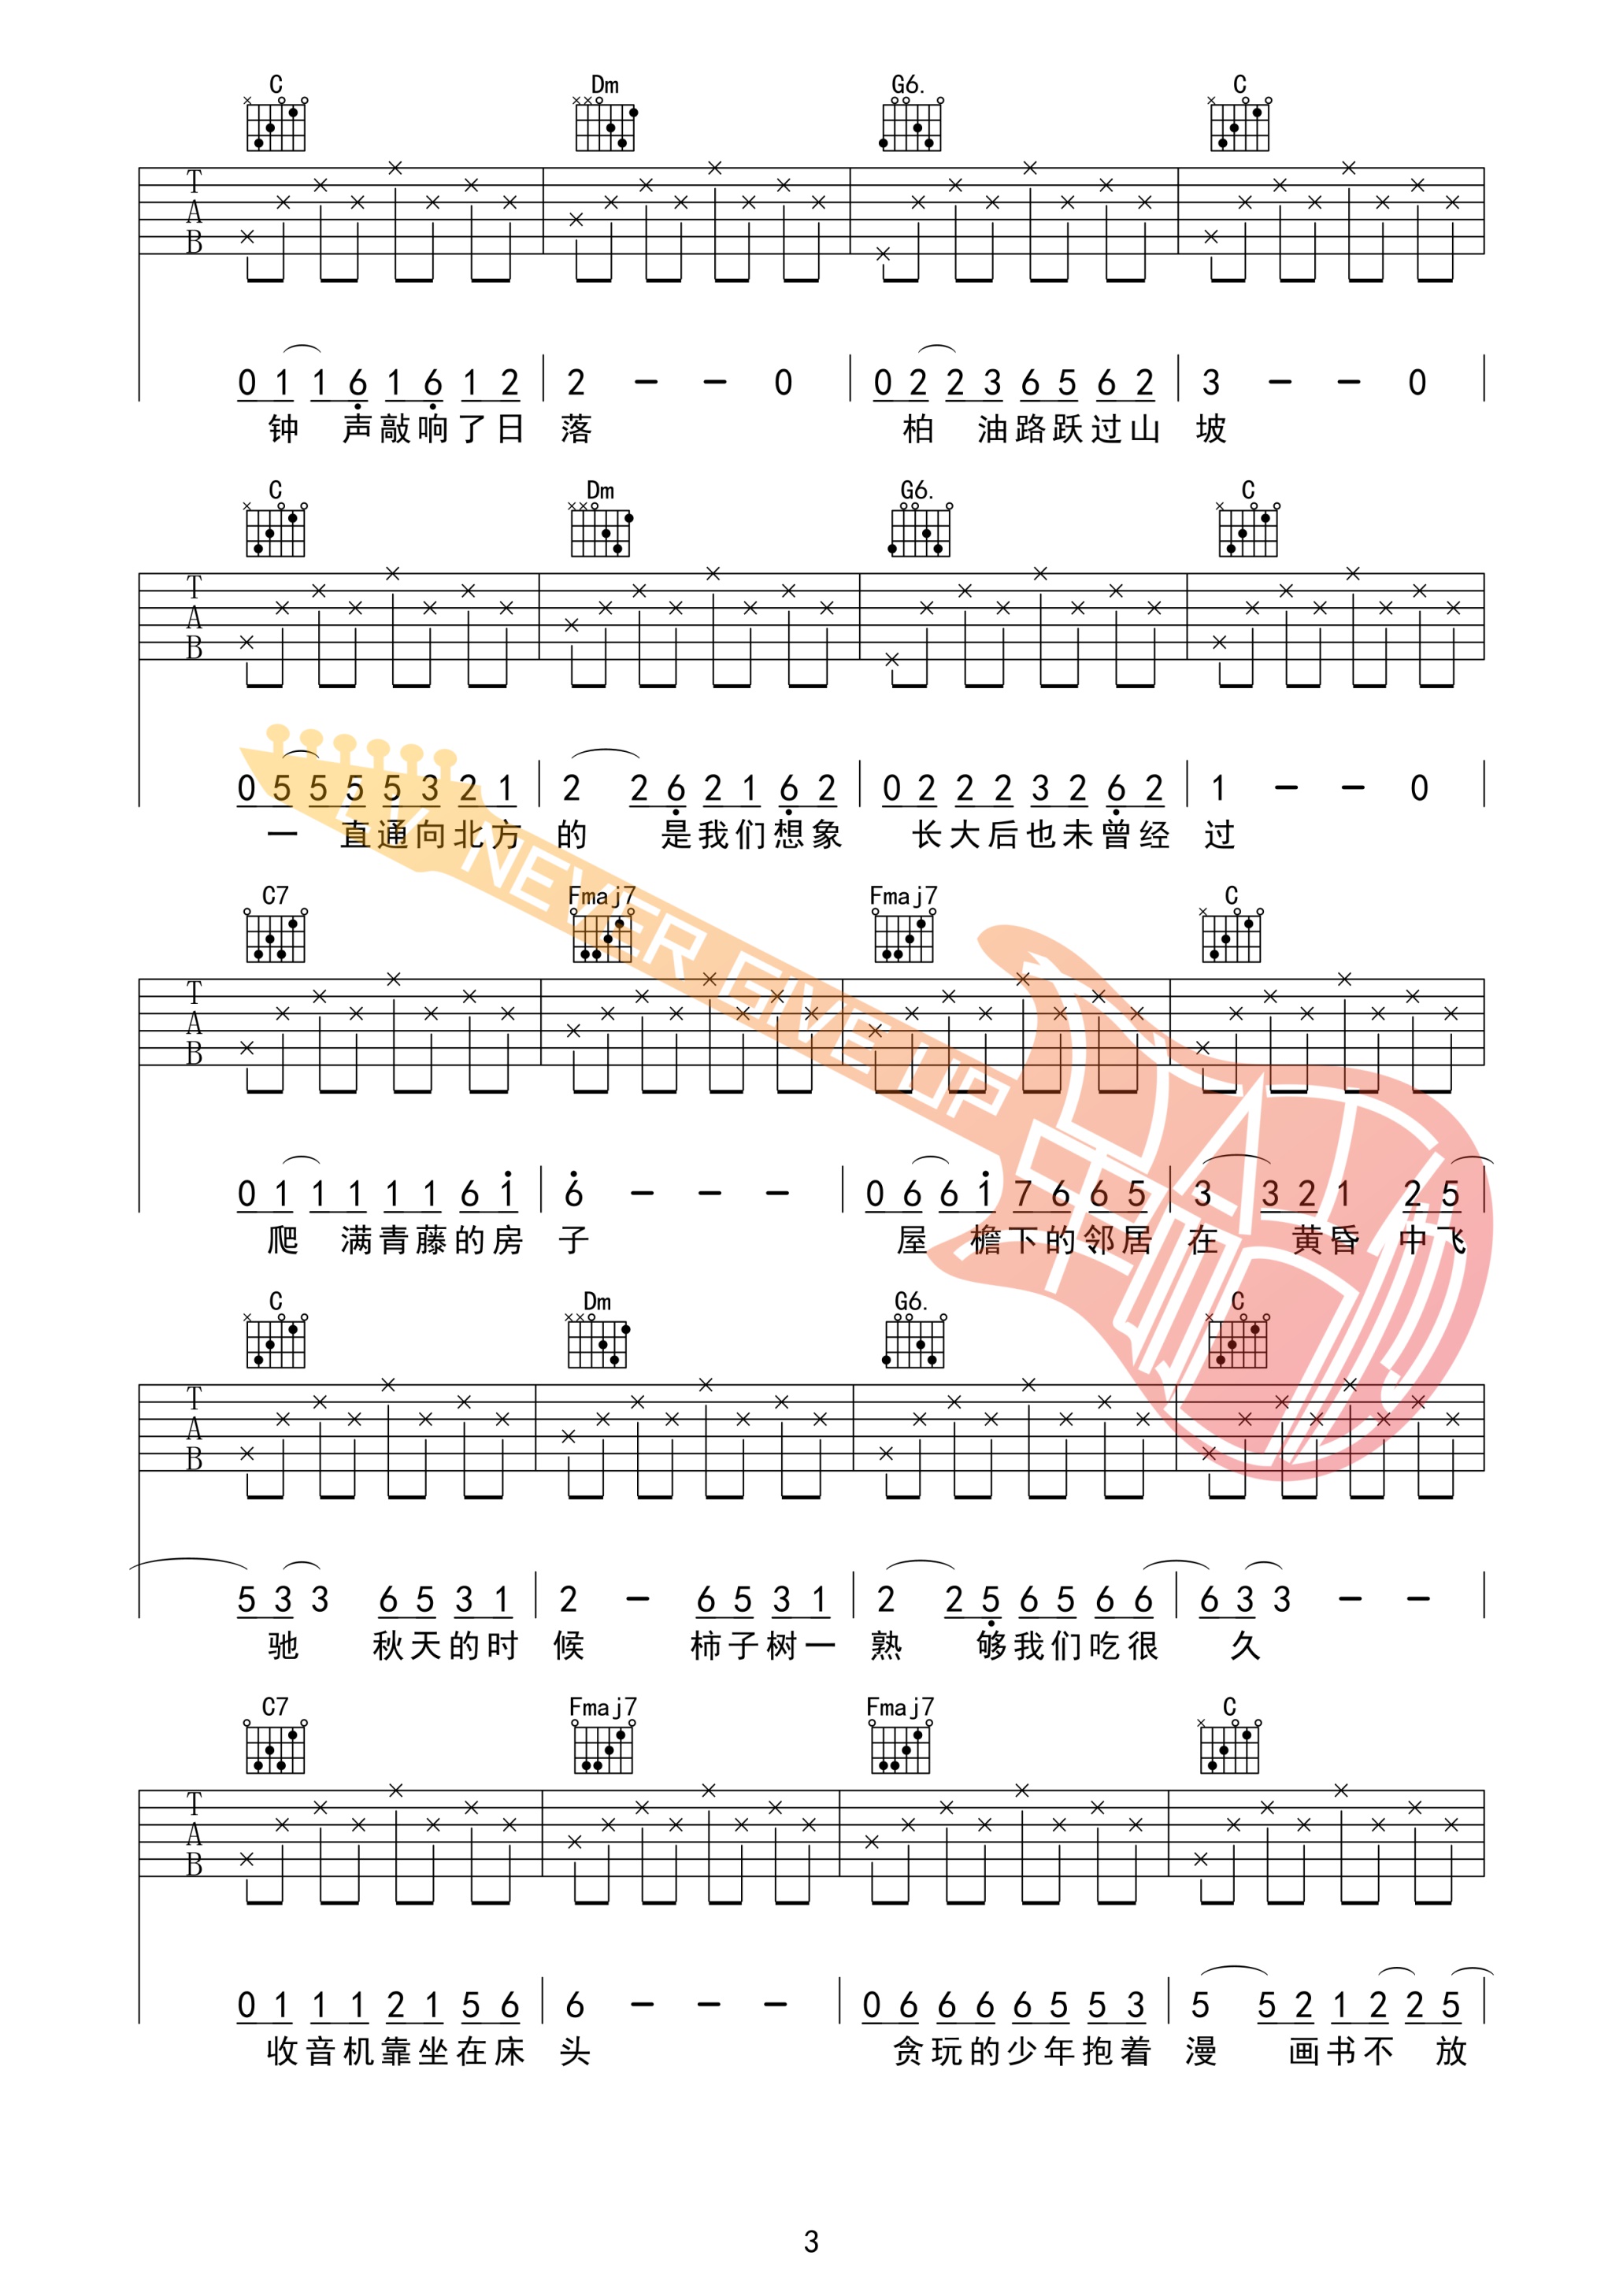 C Dm G6. C
T A B
0 1 1 6 1 6 1 2 2 - - 0 0 2 2 3 6 5 6 2 3 - - 0
钟 声敲响了日 落 柏 油路跃过山 坡
C Dm G6. C
T A B
0 5 5 5 5 3 2 1 2 2 6 2 1 6 2 0 2 2 2 3 2 6 2 1 - - 0
一 直通向北方 的 是我们想象 长大后也未曾经 过
C7 Fmaj7 Fmaj7 C
T A B
0 1 1 1 1 1 6 1 6 - - - 0 6 6 1 7 6 6 5 3 3 2 1 2 5
爬 满青藤的房 子 屋 檐下的邻居 在 黄昏 中飞
C Dm G6. C
T A B
5 3 3 6 5 3 1 2 - 6 5 3 1 2 2 5 6 5 6 6 6 3 3 - -
驰 秋天的时 候 柿子树一 熟 够我们吃很 久
C7 Fmaj7 Fmaj7 C
T A B
0 1 1 1 2 1 5 6 6 - - - 0 6 6 6 6 5 5 3 5 5 2 1 2 2 5
收音机靠坐在床 头 贪玩的少年抱着 漫 画书不 放
LV NEVER GIVE UP
3